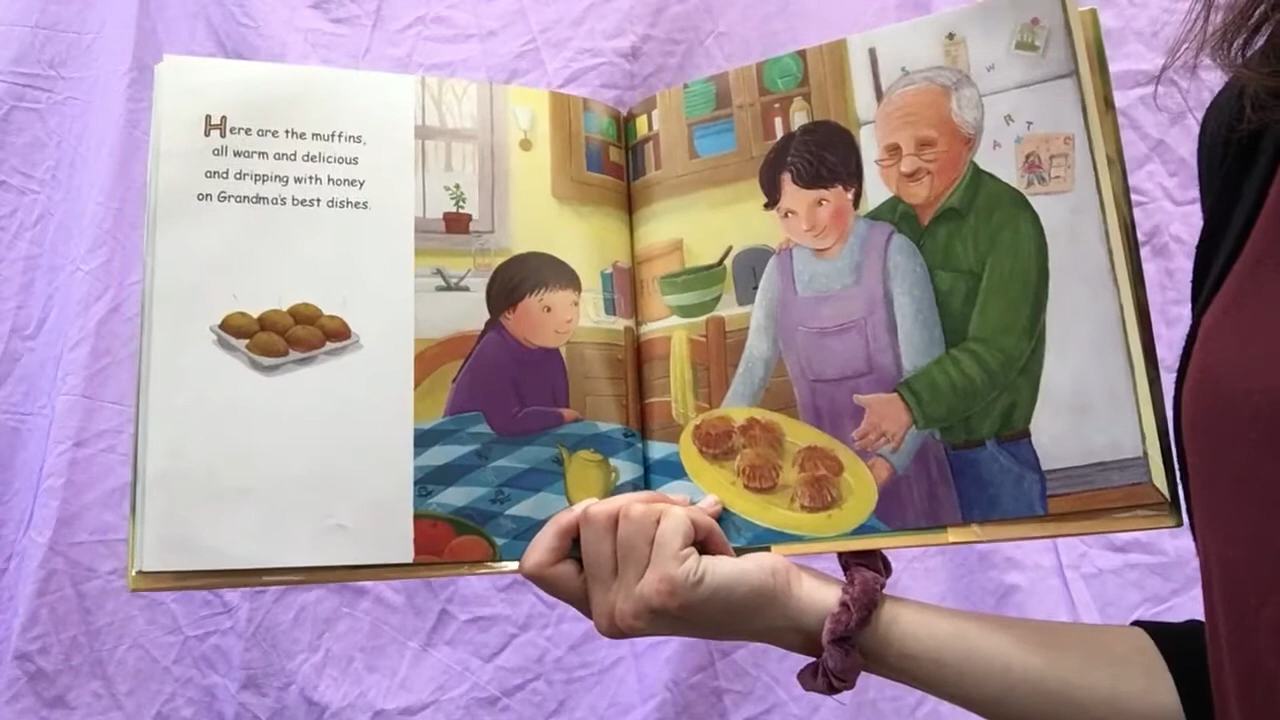 Here are the muffins,
all warm and delicious
and dripping with honey
on Grandma's best dishes.
S
W
R
T
A